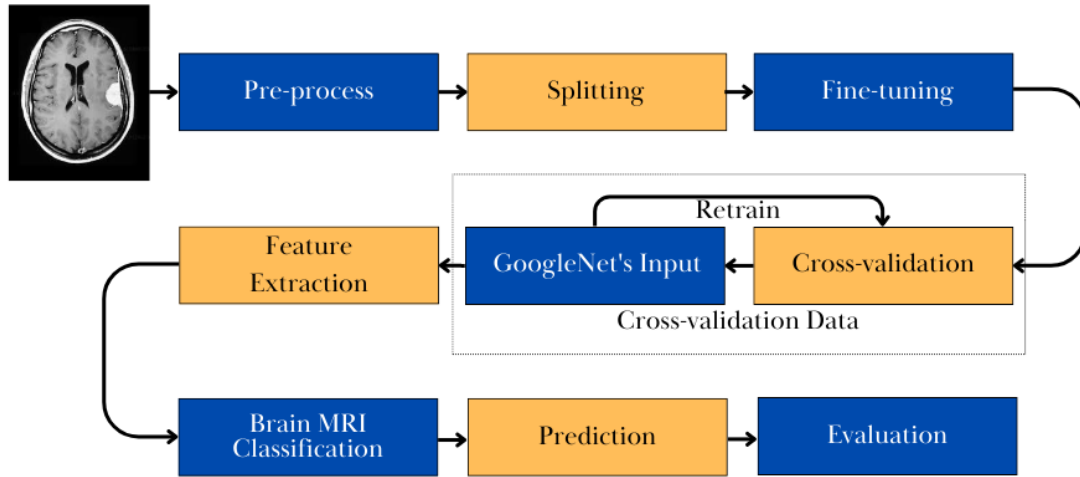 Pre-process
Splitting
Fine-tuning
Retrain
Feature
Extraction
GoogleNet's Input
Cross-validation
Cross-validation Data
Brain MRI
Classification
Prediction
Evaluation